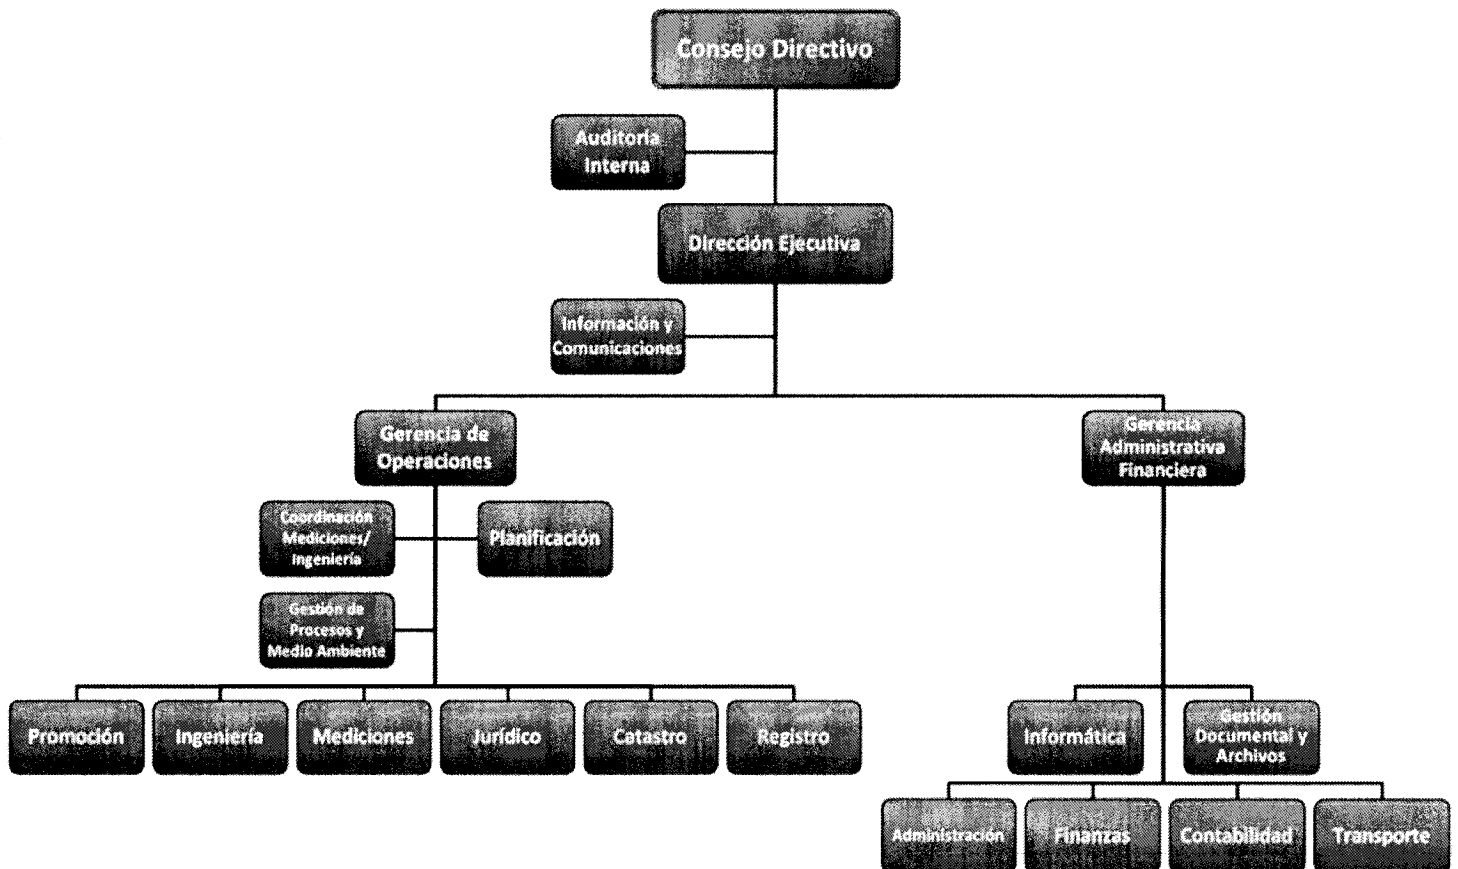 Consejo Directivo
Auditoría
Interna
Dirección Ejecutiva
Información y
Comunicaciones
Gerencia de
Operaciones
Gerencia
Administrativa
Financiera
Coordinación
Mediciones/
Ingeniería
Planificación
Gestión de
Procesos y
Medio Ambiente
Promoción
Ingeniería
Mediciones
Jurídico
Catastro
Registro
Informática
Gestión
Documental y
Archivos
Administración
Finanzas
Contabilidad
Transporte